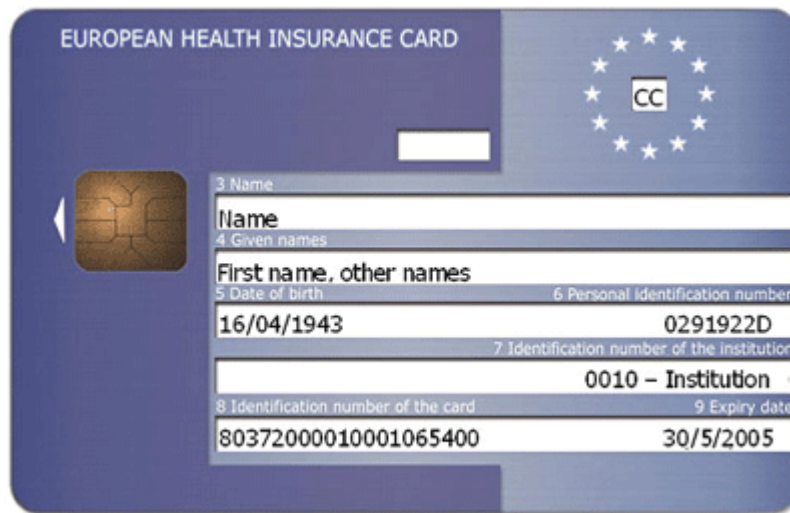 EUROPEAN HEALTH INSURANCE CARD
CC
3 Name
Name
4 Given names
First name, other names
5 Date of birth 6 Personal identification number
16/04/1943 0291922D
7 Identification number of the institution
0010 – Institution
8 Identification number of the card 9 Expiry date
80372000010001065400 30/5/2005